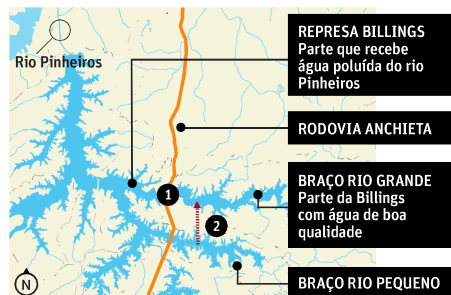 Rio Pinheiros
REPRESA BILLINGS
Parte que recebe
água poluída do rio
Pinheiros
RODOVIA ANCHIETA
1
BRAÇO RIO GRANDE
Parte da Billings
com água de boa
qualidade
2
BRAÇO RIO PEQUENO
N